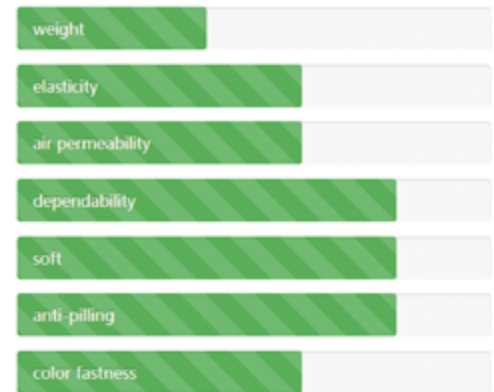 weight
elasticity
air permeability
dependability
soft
anti-pilling
color fastness